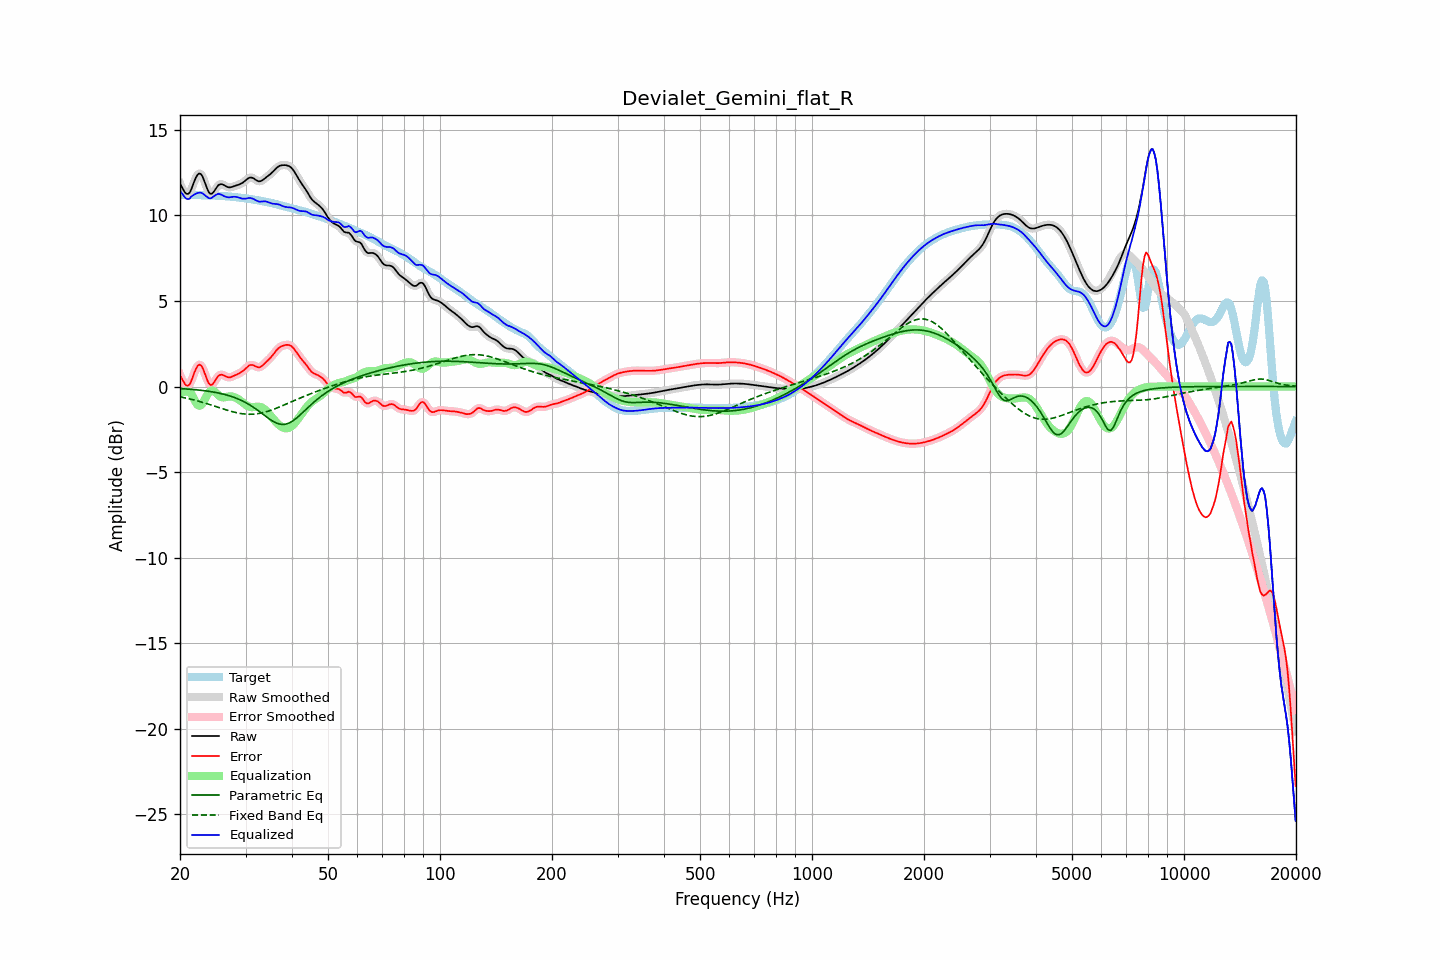 Devialet_Gemini_flat_R
Amplitude (dBr)
15
10
5
0
−5
−10
−15
−20
−25
Target
Raw Smoothed
Error Smoothed
Raw
Error
Equalization
Parametric Eq
Fixed Band Eq
Equalized
20 50 100 200 500 1000 2000 5000 10000 20000
Frequency (Hz)